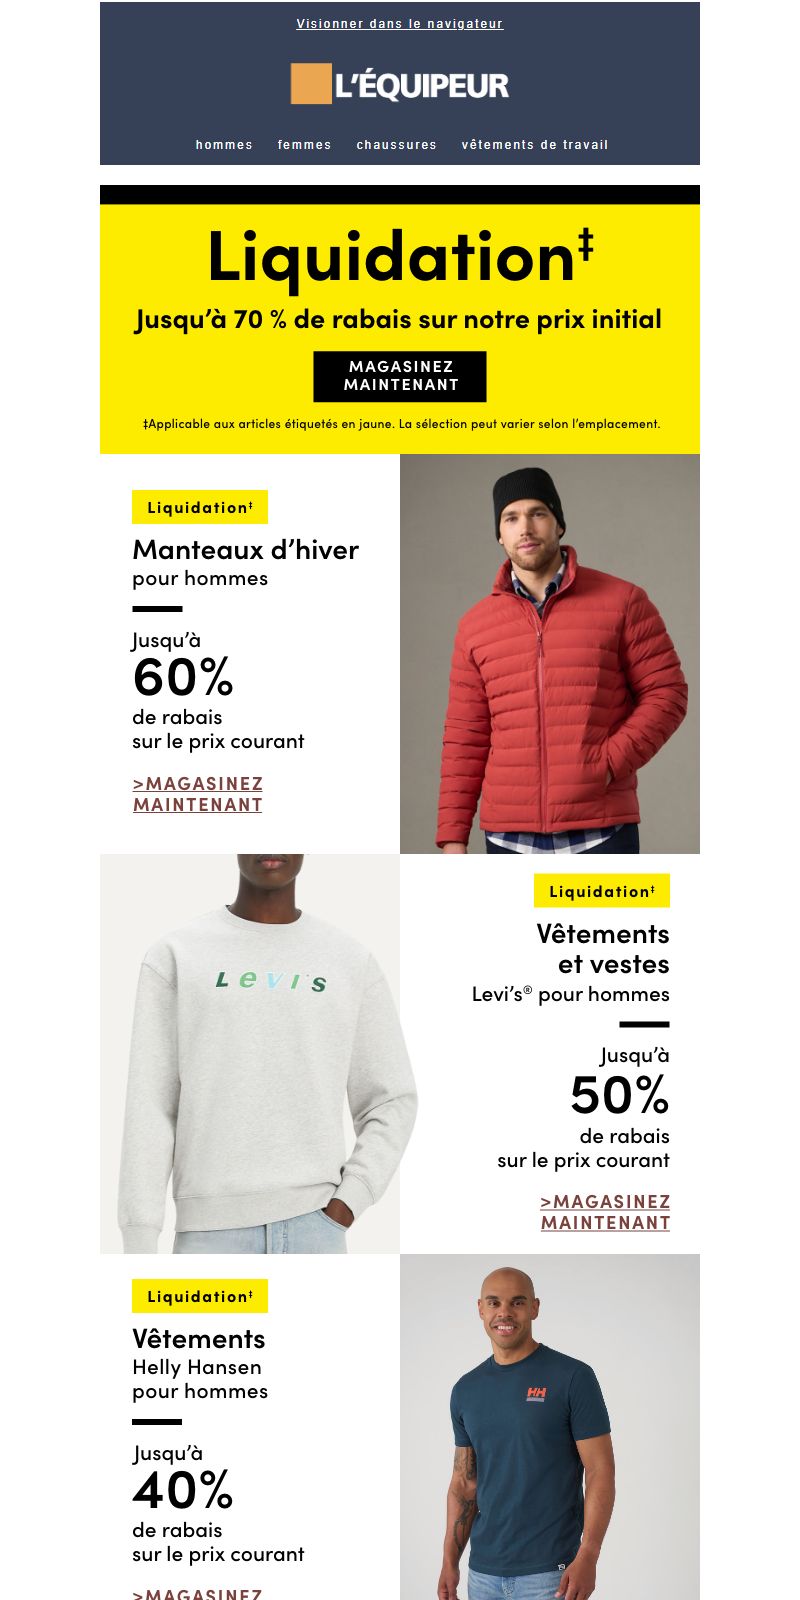 Visionner dans le navigateur
L'ÉQUIPEUR
hommes femmes chaussures vêtements de travail
Liquidation‡
Jusqu'à 70 % de rabais sur notre prix initial
MAGASINEZ
MAINTENANT
‡Applicable aux articles étiquetés en jaune. La sélection peut varier selon l'emplacement.
Liquidation‡
Manteaux d'hiver
pour hommes
Jusqu'à
60%
de rabais
sur le prix courant
>MAGASINEZ
MAINTENANT
Levi's
Liquidation‡
Vêtements
et vestes
Levi's® pour hommes
Jusqu'à
50%
de rabais
sur le prix courant
>MAGASINEZ
MAINTENANT
Liquidation‡
Vêtements
Helly Hansen
pour hommes
HH
Jusqu'à
40%
de rabais
sur le prix courant
>MAGASINEZ